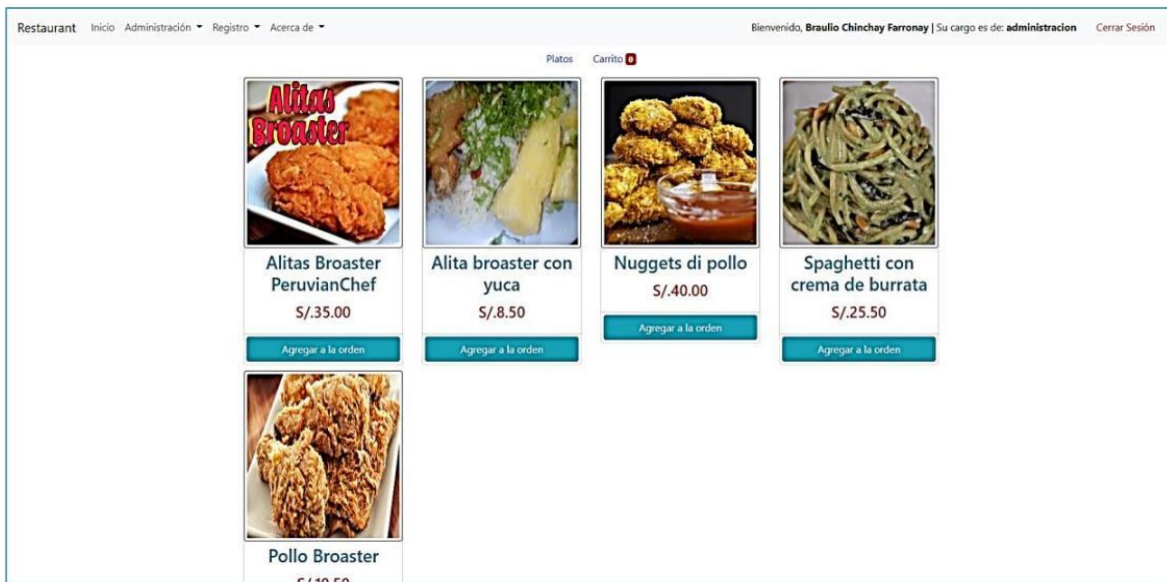 Restaurant Inicio Administración Registro Acerca de Bienvenido, Braulio Chinchay Farronay | Su cargo es de: administracion Cerrar Sesión
Platos Carrito 0
Alitas
Broaster
Alitas Broaster
PeruvianChef
S/.35.00
Agregar a la orden
Alita broaster con
yuca
S/.8.50
Agregar a la orden
Nuggets di pollo
S/.40.00
Agregar a la orden
Spaghetti con
crema de burrata
S/.25.50
Agregar a la orden
Pollo Broaster